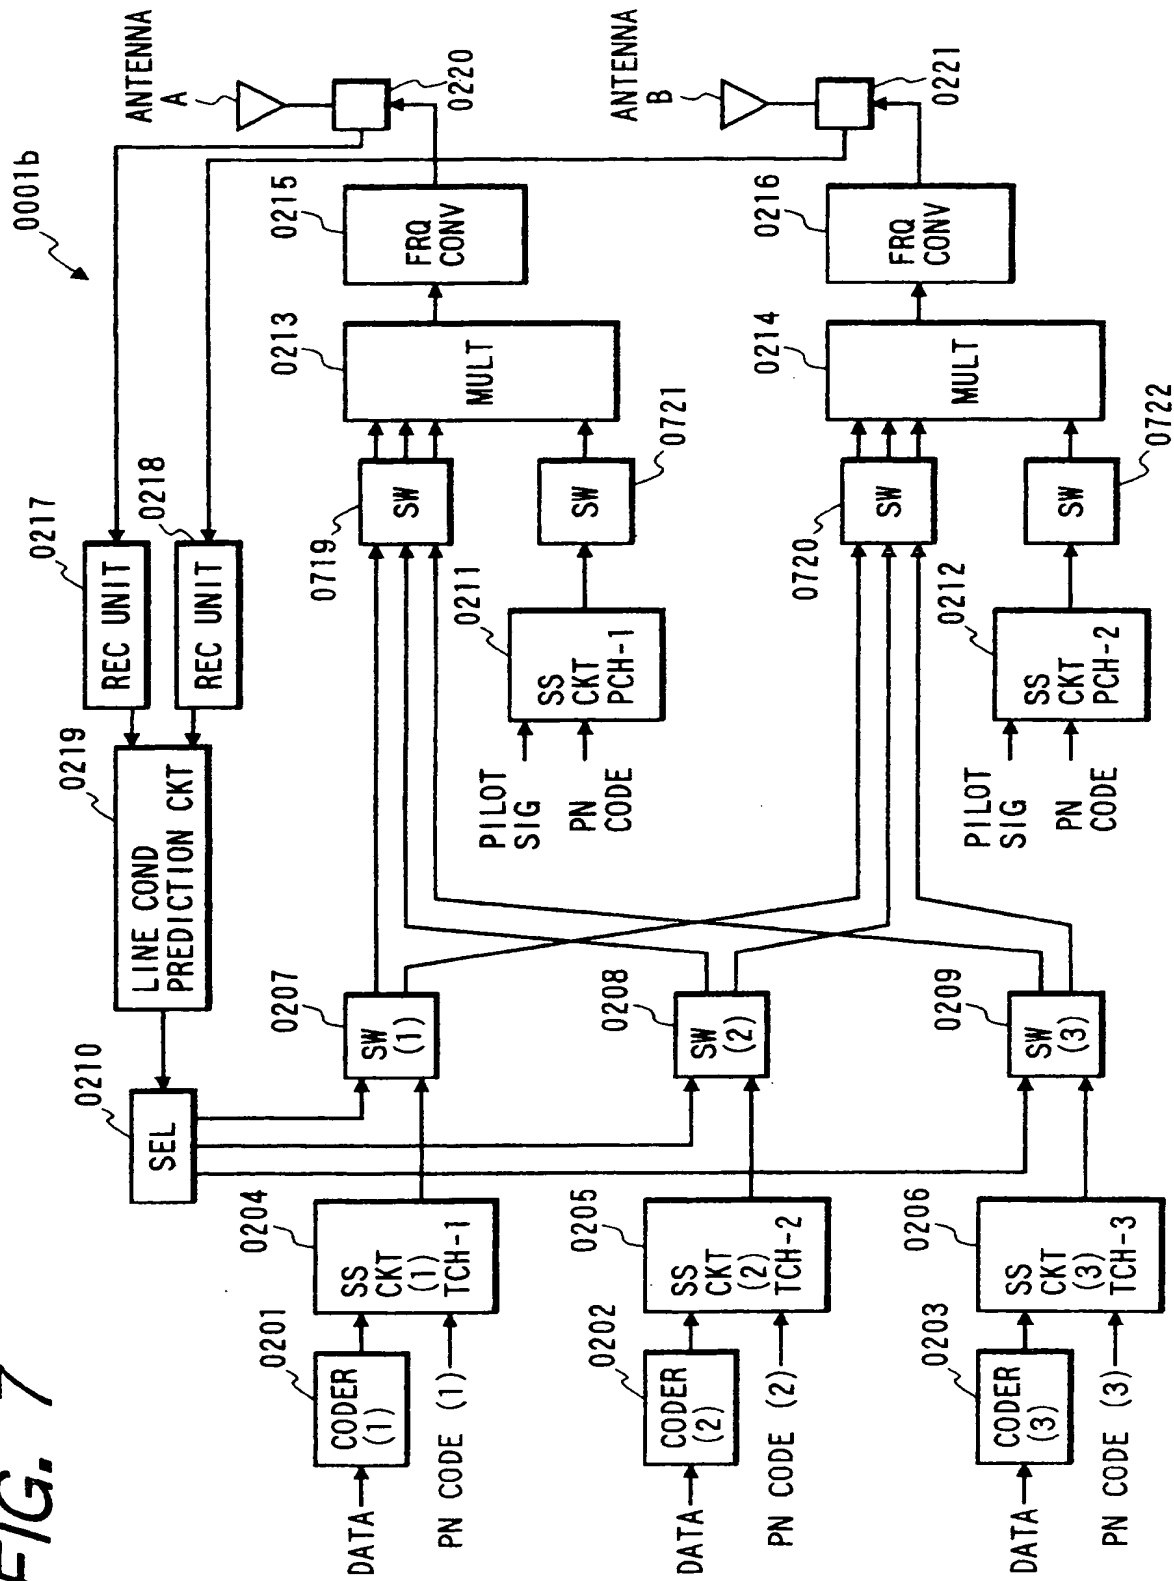 FIG. 7
0001b
ANTENNA
A
0220
ANTENNA
B
0221
0215
FRQ
CONV
0216
FRQ
CONV
0213
MULT
0214
MULT
0217
REC UNIT
0218
REC UNIT
0219
LINE COND
PREDICTION CKT
0210
SEL
0719
SW
0721
SW
0720
SW
0722
SW
0211
SS
CKT
PCH-1
PILOT
SIG
PN
CODE
0212
SS
CKT
PCH-2
PILOT
SIG
PN
CODE
0207
SW
(1)
0208
SW
(2)
0209
SW
(3)
0204
SS
CKT
(1)
TCH-1
0205
SS
CKT
(2)
TCH-2
0206
SS
CKT
(3)
TCH-3
0201
CODER
(1)
DATA
PN CODE (1)
0202
CODER
(2)
DATA
PN CODE (2)
0203
CODER
(3)
DATA
PN CODE (3)